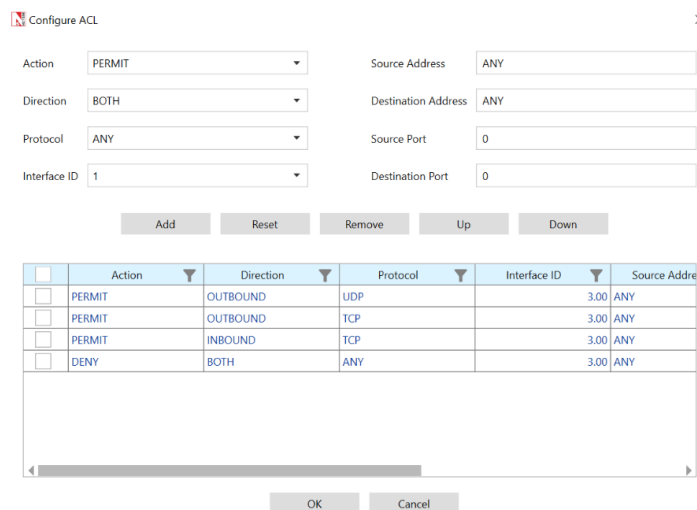 Configure ACL
Action PERMIT Source Address ANY
Direction BOTH Destination Address ANY
Protocol ANY Source Port 0
Interface ID 1 Destination Port 0
Add Reset Remove Up Down
Action Direction Protocol Interface ID Source Addre
PERMIT OUTBOUND UDP 3.00 ANY
PERMIT OUTBOUND TCP 3.00 ANY
PERMIT INBOUND TCP 3.00 ANY
DENY BOTH ANY 3.00 ANY
OK Cancel